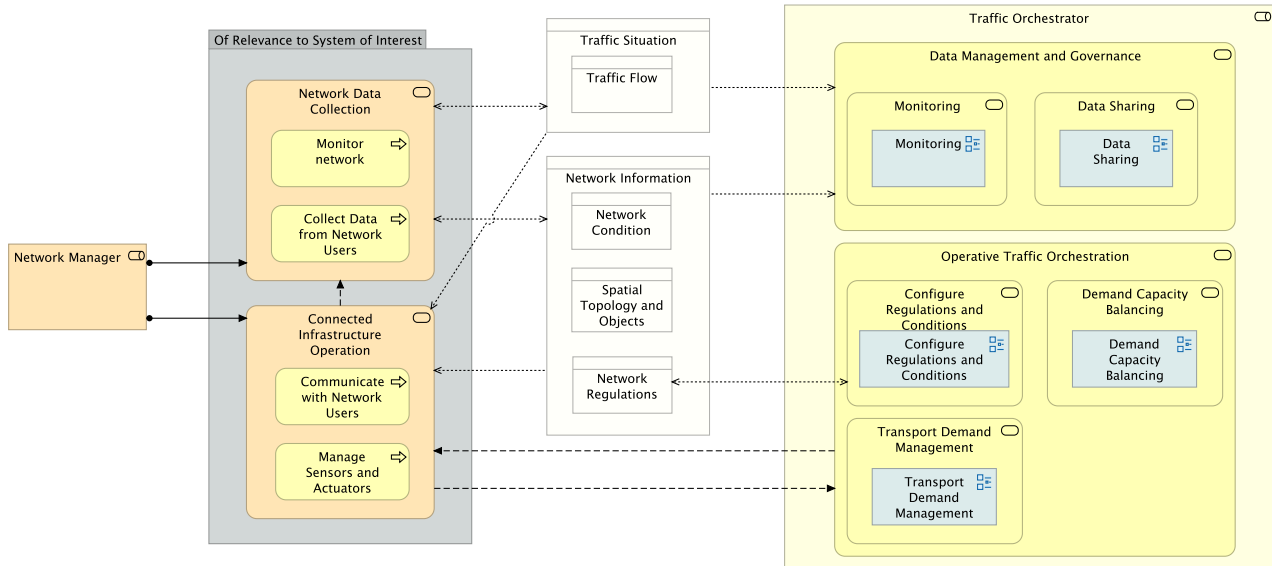 Of Relevance to System of Interest
Network Manager
Network Data
Collection
Monitor
network
Collect Data
from Network
Users
Connected
Infrastructure
Operation
Communicate
with Network
Users
Manage
Sensors and
Actuators
Traffic Situation
Traffic Flow
Network Information
Network
Condition
Spatial
Topology and
Objects
Network
Regulations
Traffic Orchestrator
Data Management and Governance
Monitoring
Monitoring
Data Sharing
Data
Sharing
Operative Traffic Orchestration
Configure
Regulations and
Conditions
Configure
Regulations and
Conditions
Demand Capacity
Balancing
Demand
Capacity
Balancing
Transport Demand
Management
Transport
Demand
Management